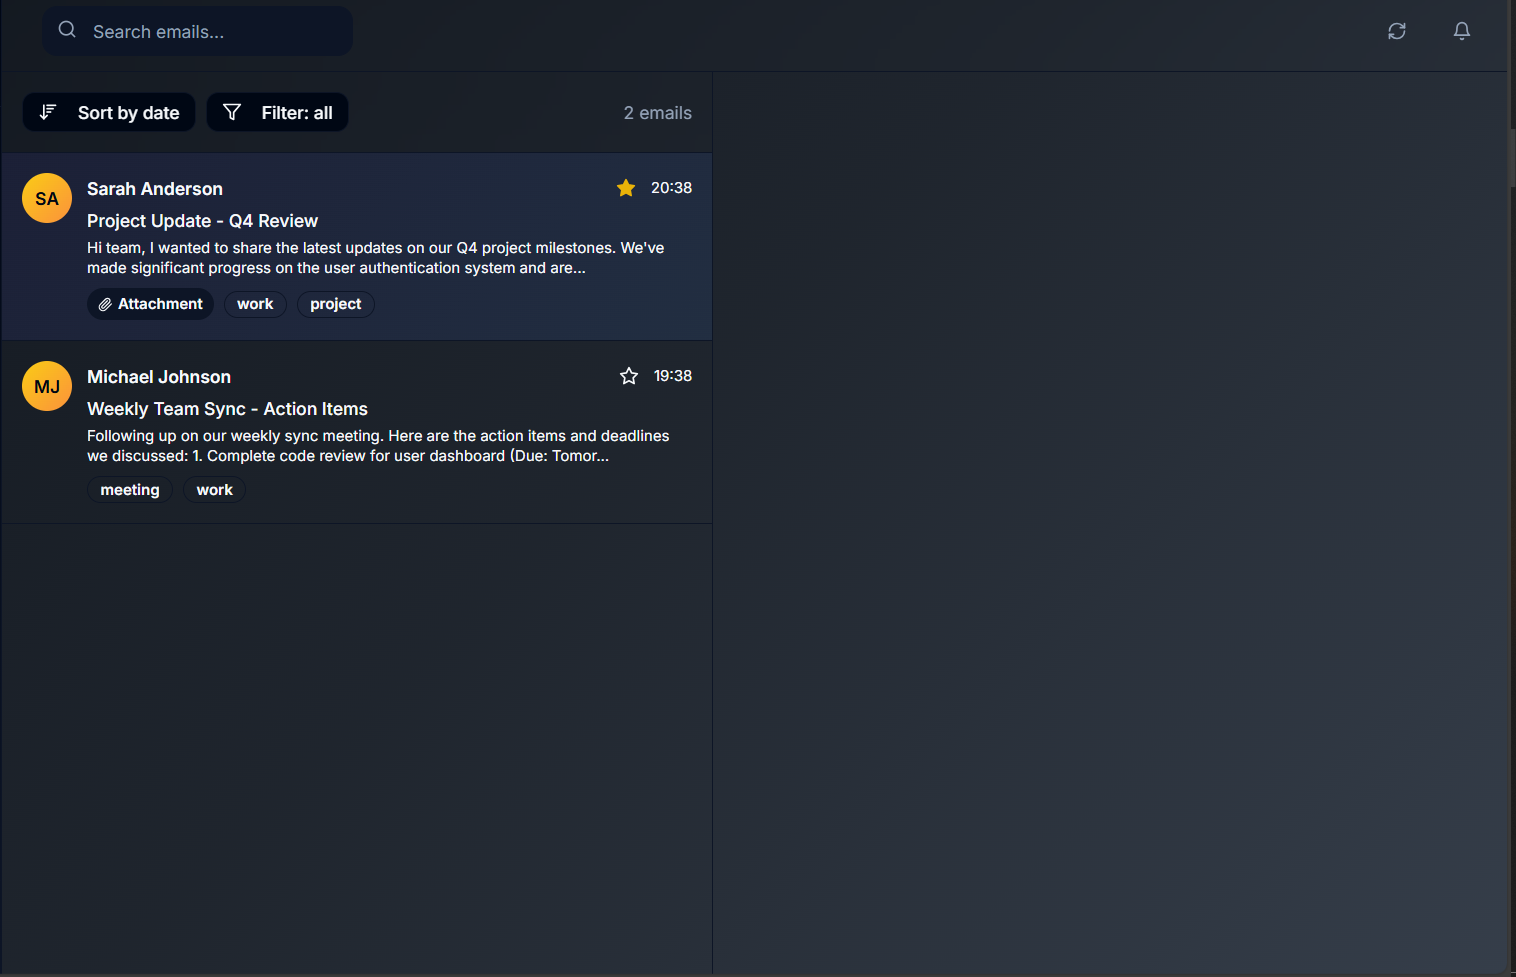 Search emails...
Sort by date
Filter: all
2 emails
SA
Sarah Anderson
20:38
Project Update - Q4 Review
Hi team, I wanted to share the latest updates on our Q4 project milestones. We've
made significant progress on the user authentication system and are...
Attachment
work
project
MJ
Michael Johnson
19:38
Weekly Team Sync - Action Items
Following up on our weekly sync meeting. Here are the action items and deadlines
we discussed: 1. Complete code review for user dashboard (Due: Tomor...
meeting
work